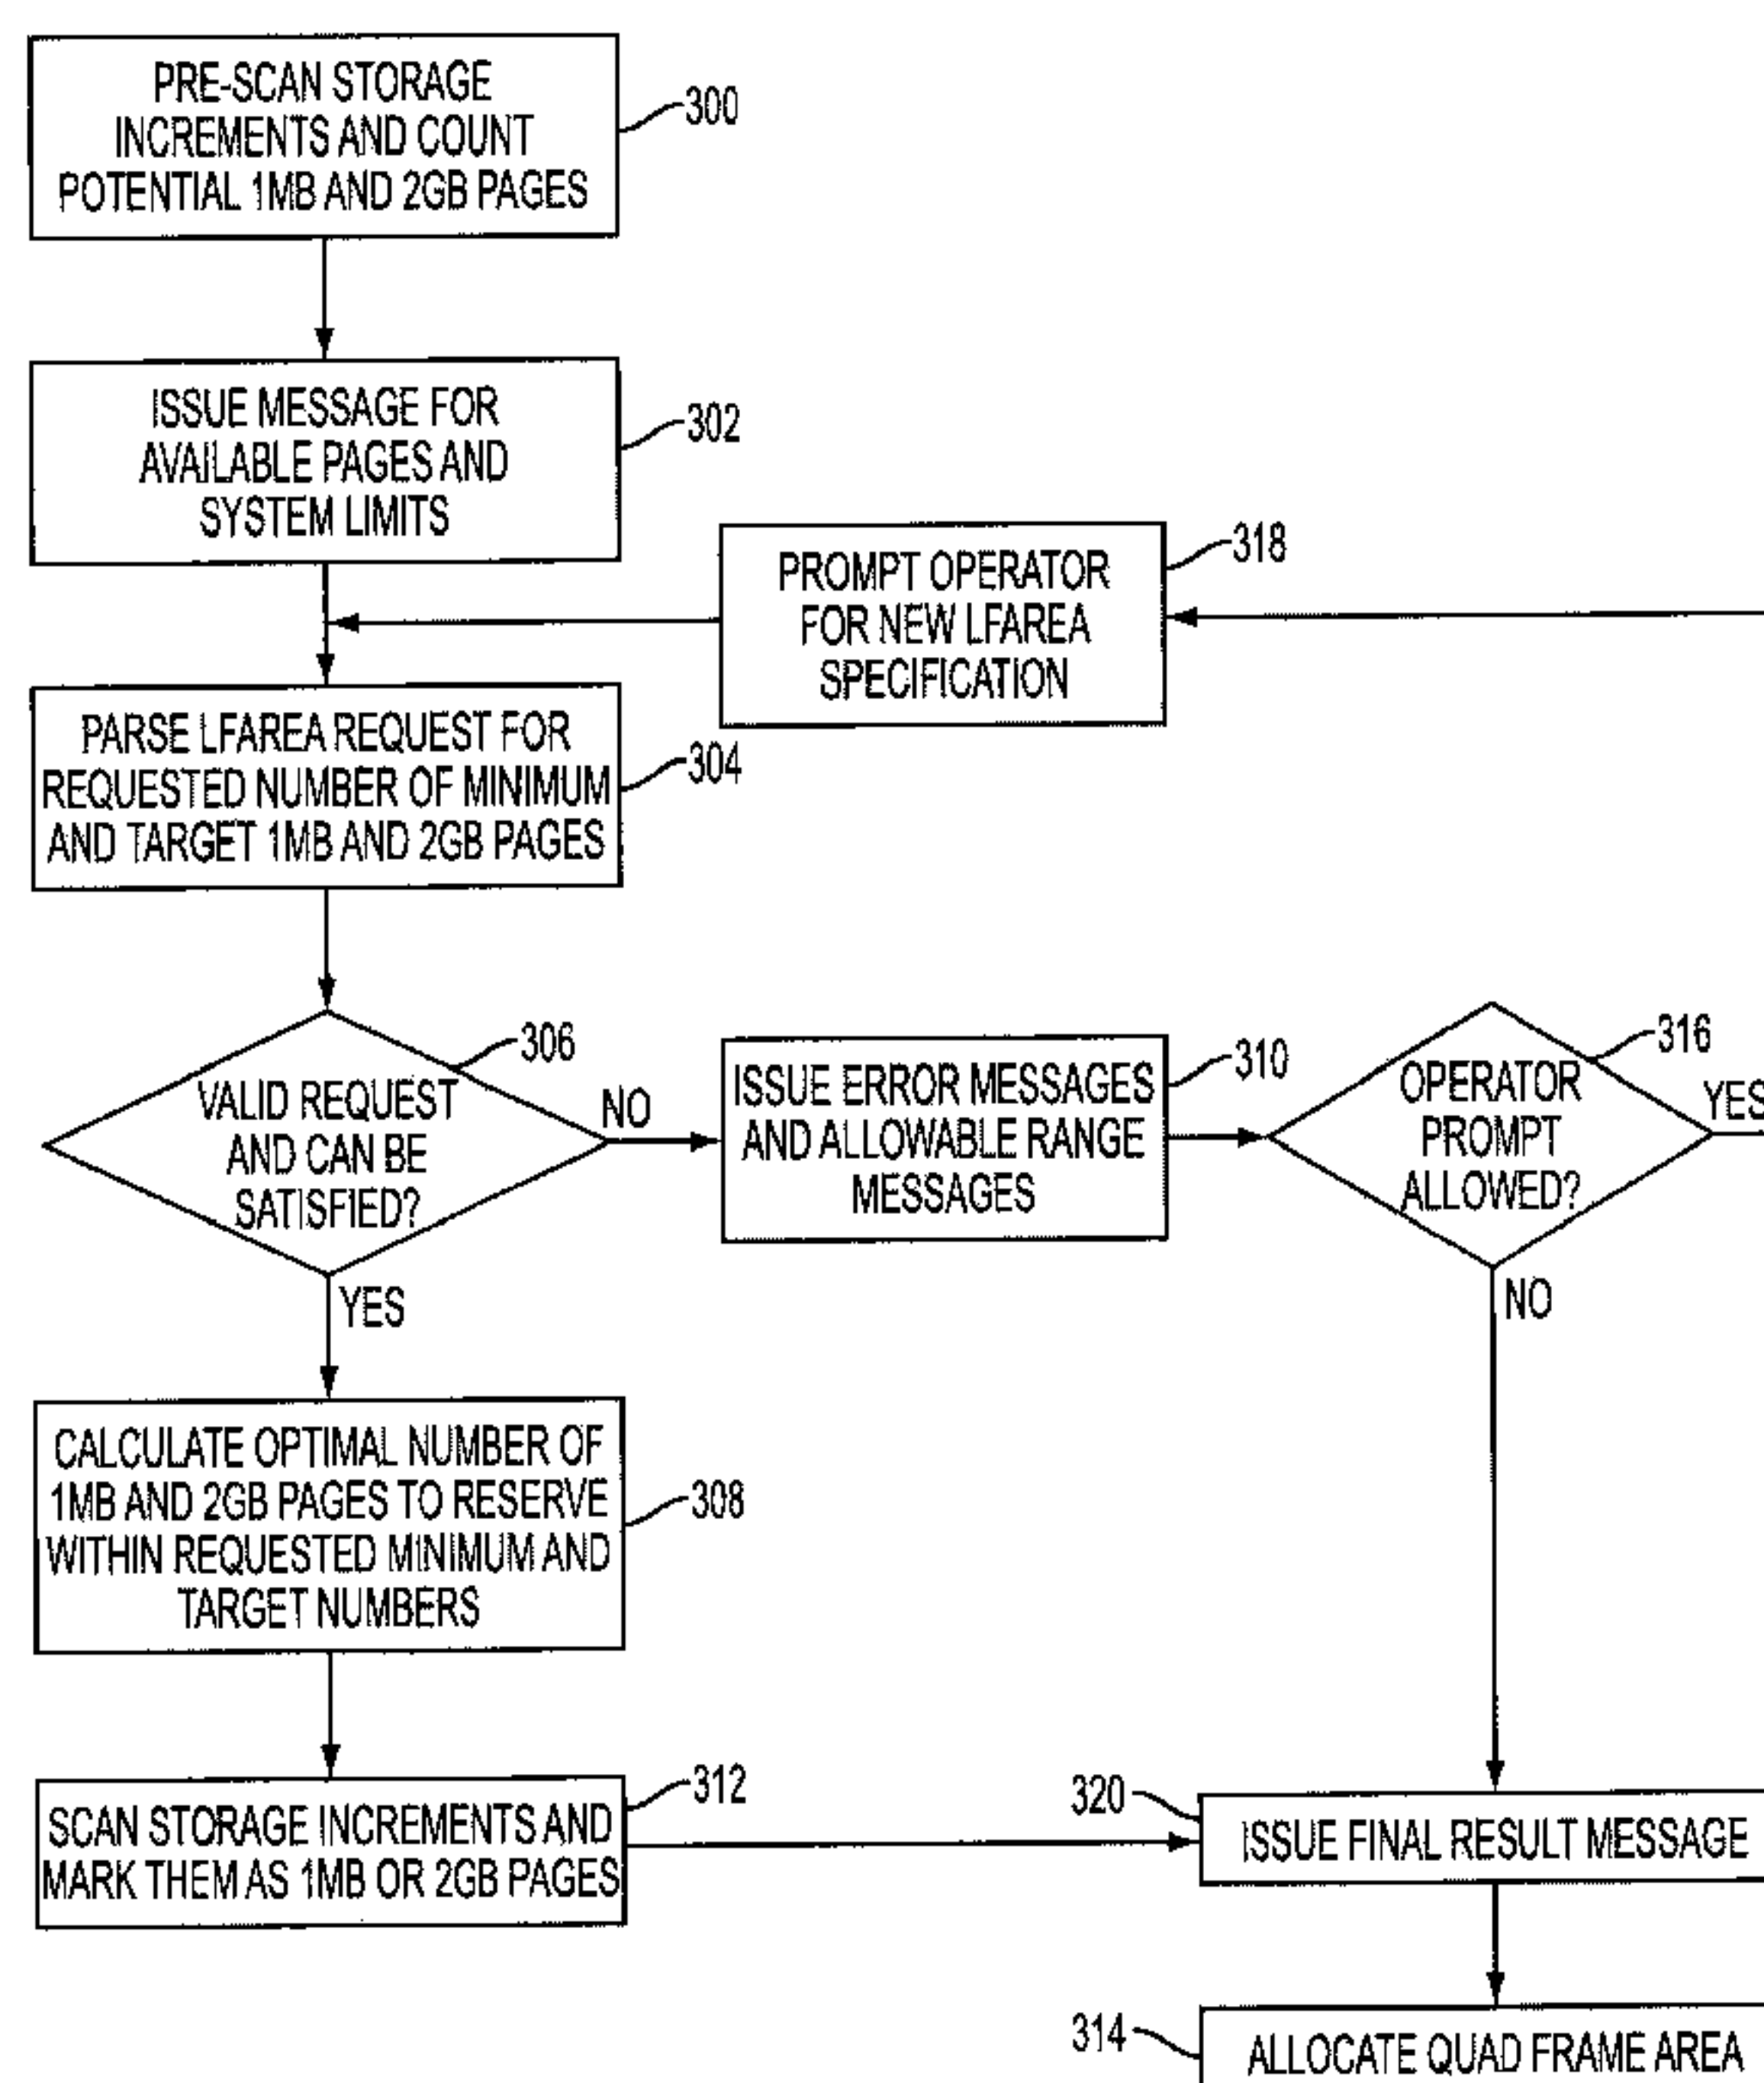 PRE-SCAN STORAGE
INCREMENTS AND COUNT
POTENTIAL 1MB AND 2GB PAGES
300
ISSUE MESSAGE FOR
AVAILABLE PAGES AND
SYSTEM LIMITS
302
PROMPT OPERATOR
FOR NEW LFAREA
SPECIFICATION
318
PARSE LFAREA REQUEST FOR
REQUESTED NUMBER OF MINIMUM
AND TARGET 1MB AND 2GB PAGES
304
VALID REQUEST
AND CAN BE
SATISFIED?
306
NO
YES
ISSUE ERROR MESSAGES
AND ALLOWABLE RANGE
MESSAGES
310
OPERATOR
PROMPT
ALLOWED?
316
YES
NO
CALCULATE OPTIMAL NUMBER OF
1MB AND 2GB PAGES TO RESERVE
WITHIN REQUESTED MINIMUM AND
TARGET NUMBERS
308
SCAN STORAGE INCREMENTS AND
MARK THEM AS 1MB OR 2GB PAGES
312
320
ISSUE FINAL RESULT MESSAGE
314
ALLOCATE QUAD FRAME AREA